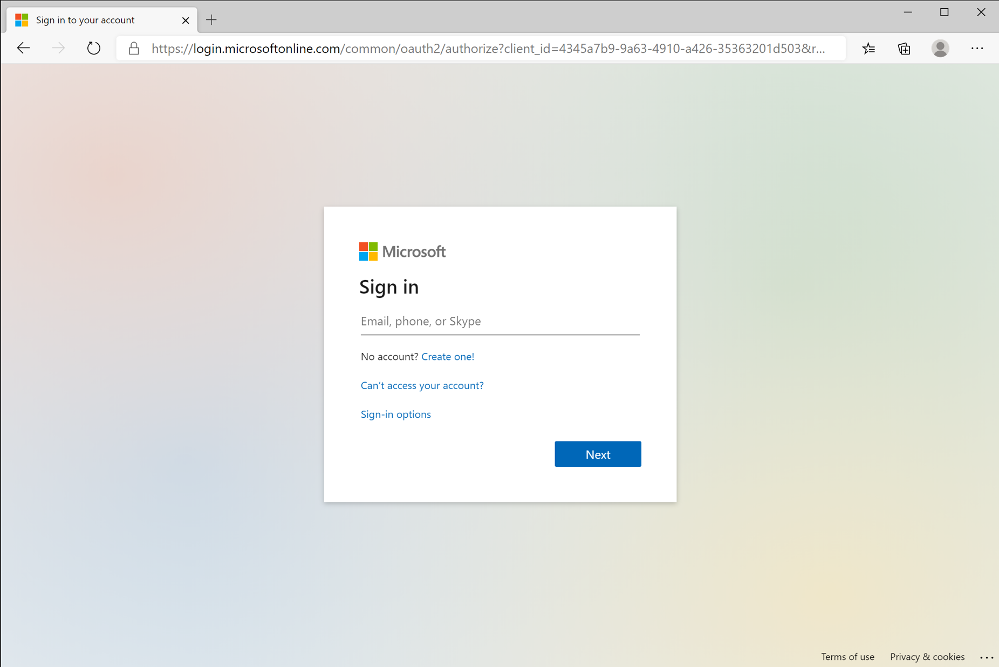 Sign in to your account
https://login.microsoftonline.com/common/oauth2/authorize?client_id=4345a7b9-9a63-4910-a426-35363201d503&r...
Microsoft
Sign in
Email, phone, or Skype
No account? Create one!
Can’t access your account?
Sign-in options
Next
Terms of use Privacy & cookies ...